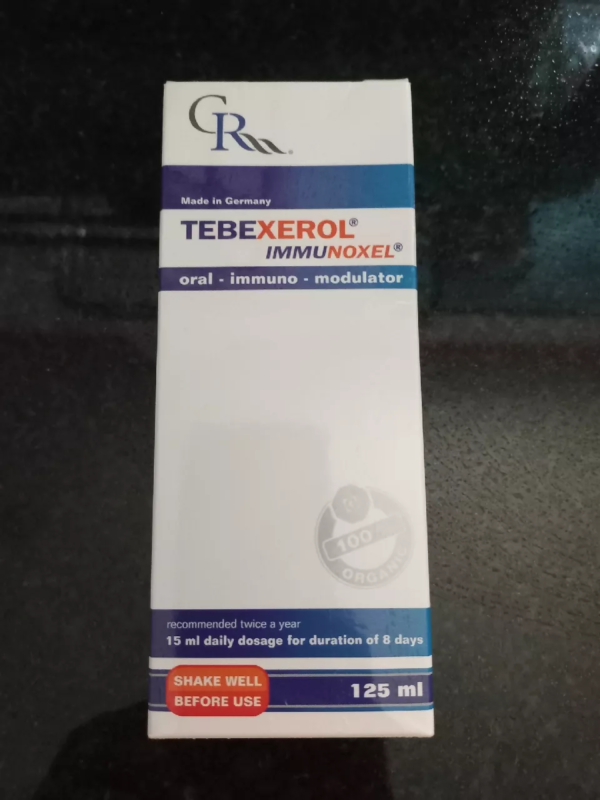 CR
Made in Germany
TEBEXEROL®
IMMUNOXEL®
oral - immuno - modulator
100%
ORGANIC
recommended twice a year
15 ml daily dosage for duration of 8 days
SHAKE WELL
BEFORE USE
125 ml